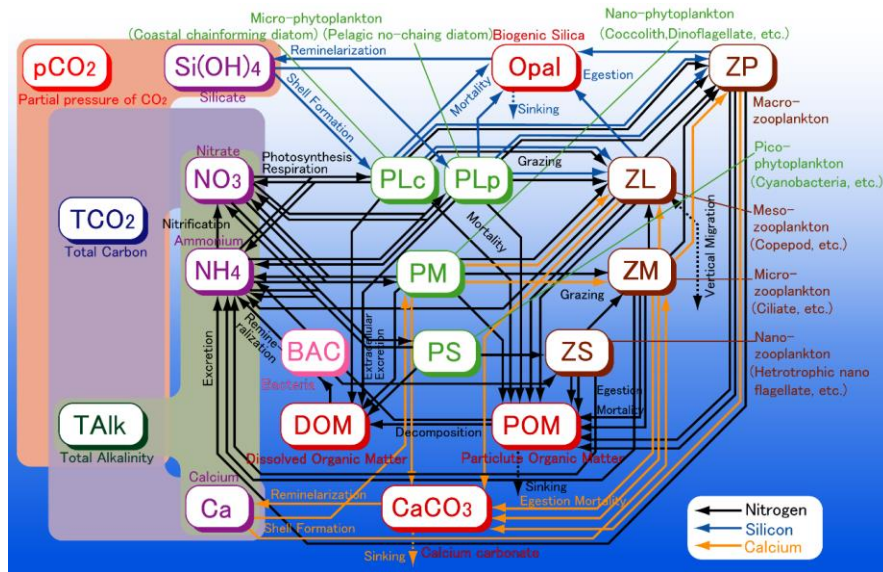 Micro-phytoplankton
(Coastal chainforming diatom) (Pelagic no-chaing diatom)
Nano-phytoplankton
(Coccolith,Dinoflagellate, etc.)
pCO2
Partial pressure of CO2
Si(OH)4
Silicate
Reminelarization
Shell Formation
Biogenic Silica
Opal
Mortality
Egestion
Sinking
ZP
Macro-
zooplankton
Nitrate
NO3
Photosynthesis
Respiration
PLc
PLp
Grazing
ZL
Pico-
phytoplankton
(Cyanobacteria, etc.)
TCO2
Total Carbon
Nitrification
Ammonium
NH4
Mortality
PM
ZM
Grazing
Vertical Migration
Meso-
zooplankton
(Copepod, etc.)
Micro-
zooplankton
(Ciliate, etc.)
Excretion
Remine-
ralization
BAC
Bacteria
Extracellular
Excretion
PS
ZS
Nano-
zooplankton
(Hetrotrophic nano
flagellate, etc.)
Egestion
Mortality
TAlk
Total Alkalinity
DOM
Dissolved Organic Matter
Decomposition
POM
Particlute Organic Matter
Sinking
Calcium
Ca
Reminelarization
Shell Formation
CaCO3
Calcium carbonate
Sinking
Egestion Mortality
Nitrogen
Silicon
Calcium